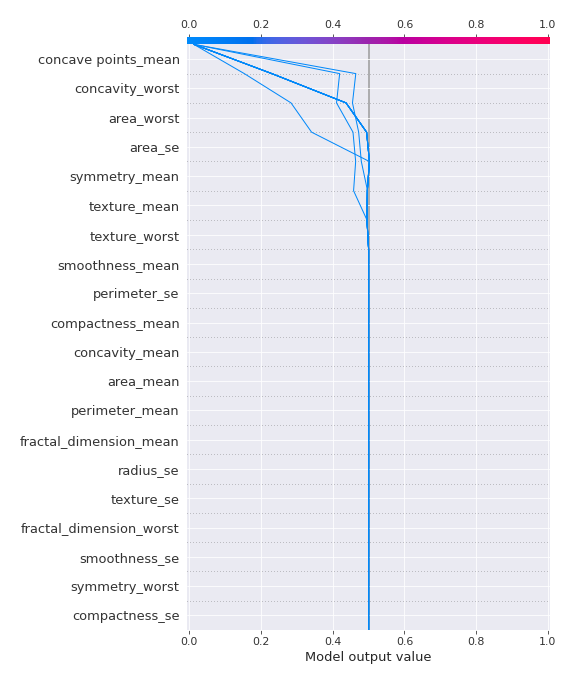 0.0 0.2 0.4 0.6 0.8 1.0
concave points_mean
concavity_worst
area_worst
area_se
symmetry_mean
texture_mean
texture_worst
smoothness_mean
perimeter_se
compactness_mean
concavity_mean
area_mean
perimeter_mean
fractal_dimension_mean
radius_se
texture_se
fractal_dimension_worst
smoothness_se
symmetry_worst
compactness_se
0.0 0.2 0.4 0.6 0.8 1.0
Model output value